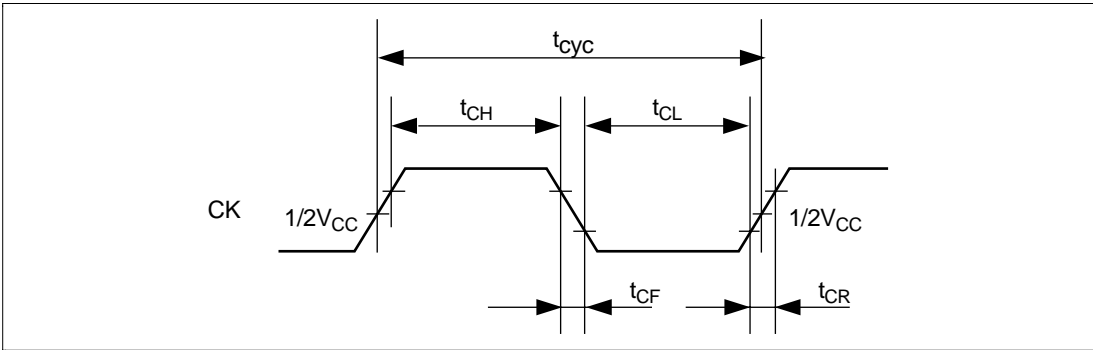 tcyc
tCH
tCL
CK
1/2VCC
1/2VCC
tCF
tCR